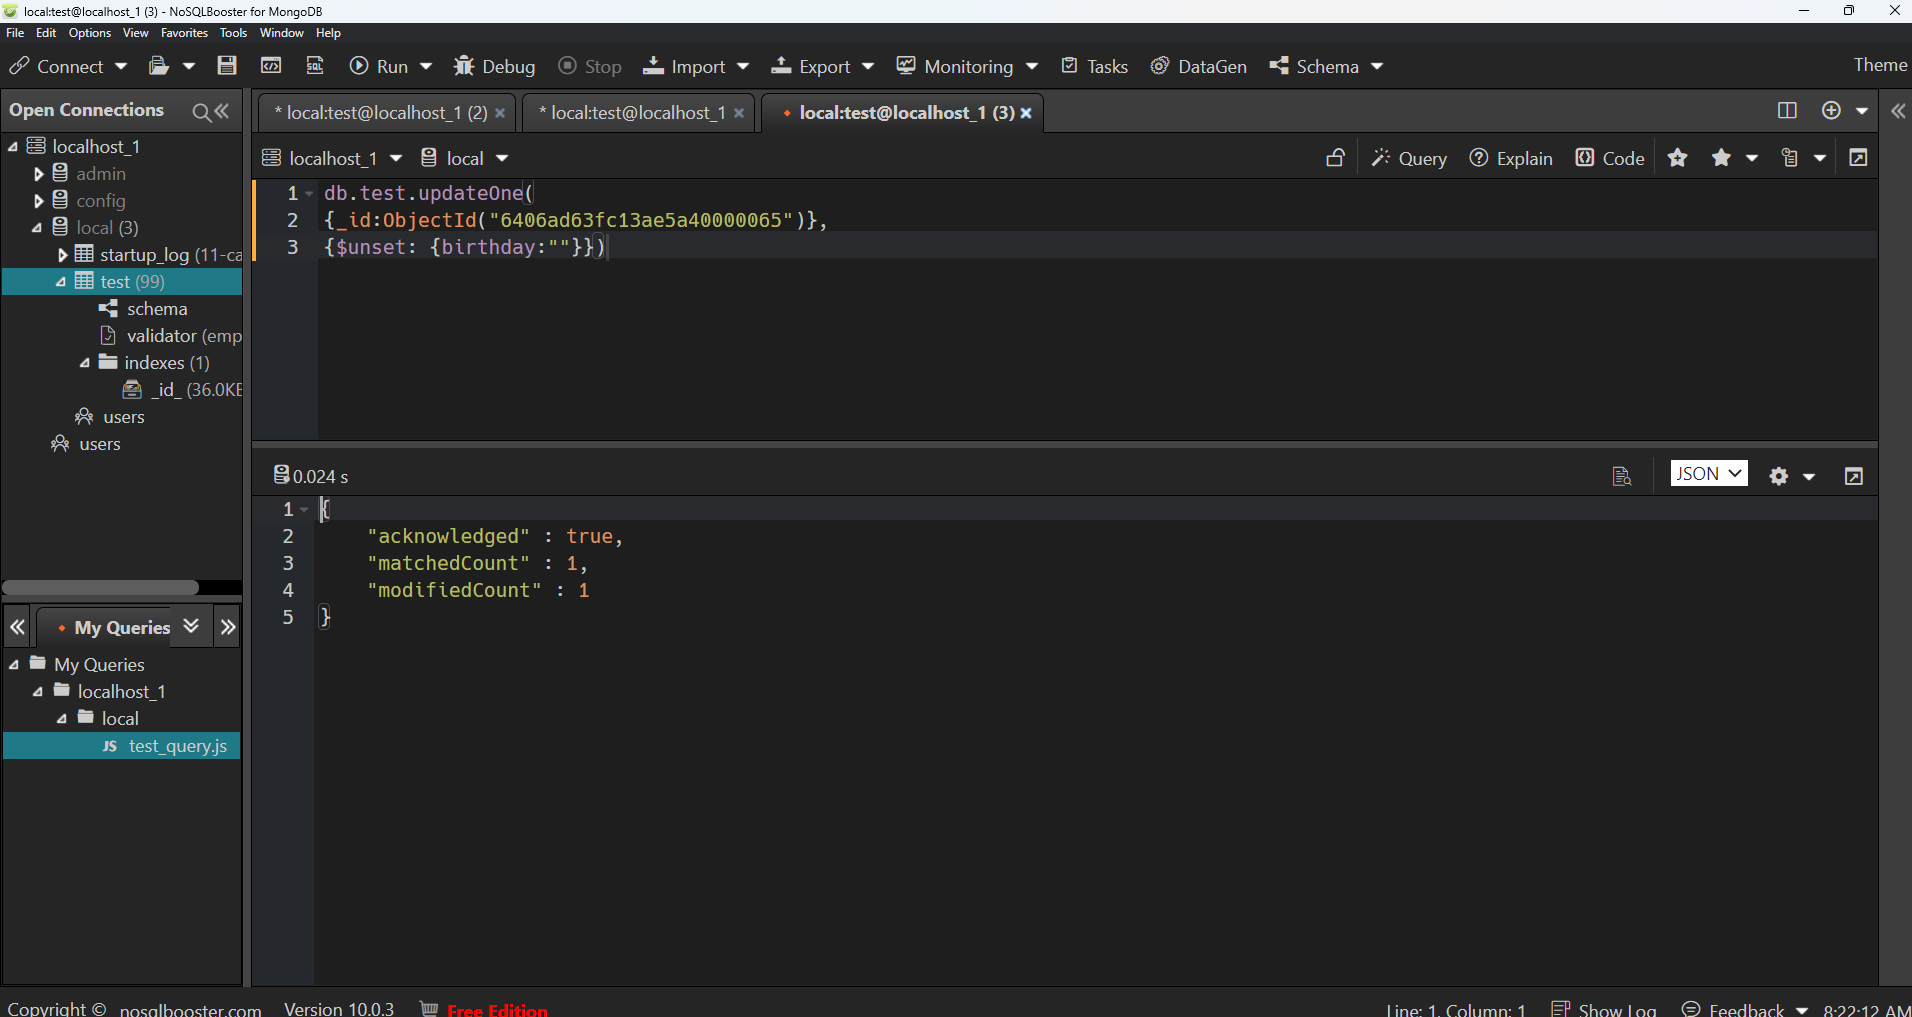 local:test@localhost_1 (3) - NoSQLBooster for MongoDB
File Edit Options View Favorites Tools Window Help
Connect Run Debug Stop Import Export Monitoring Tasks DataGen Schema Theme
Open Connections
* local:test@localhost_1 (2) * local:test@localhost_1 local:test@localhost_1 (3)
localhost_1
admin
config
local (3)
startup_log (11-ca
test (99)
schema
validator (emp
indexes (1)
_id_ (36.0KB
users
users
localhost_1 local Query Explain Code
1 db.test.updateOne(
2 {_id:ObjectId("6406ad63fc13ae5a40000065")},
3 {$unset: {birthday:""}})
0.024 s JSON
1 {
2 "acknowledged" : true,
3 "matchedCount" : 1,
4 "modifiedCount" : 1
5 }
My Queries
My Queries
localhost_1
local
JS test_query.js
Copyright © nosqlbooster.com Version 10.0.3 Free Edition Line: 1, Column: 1 Show Log Feedback 8:22:12 AM